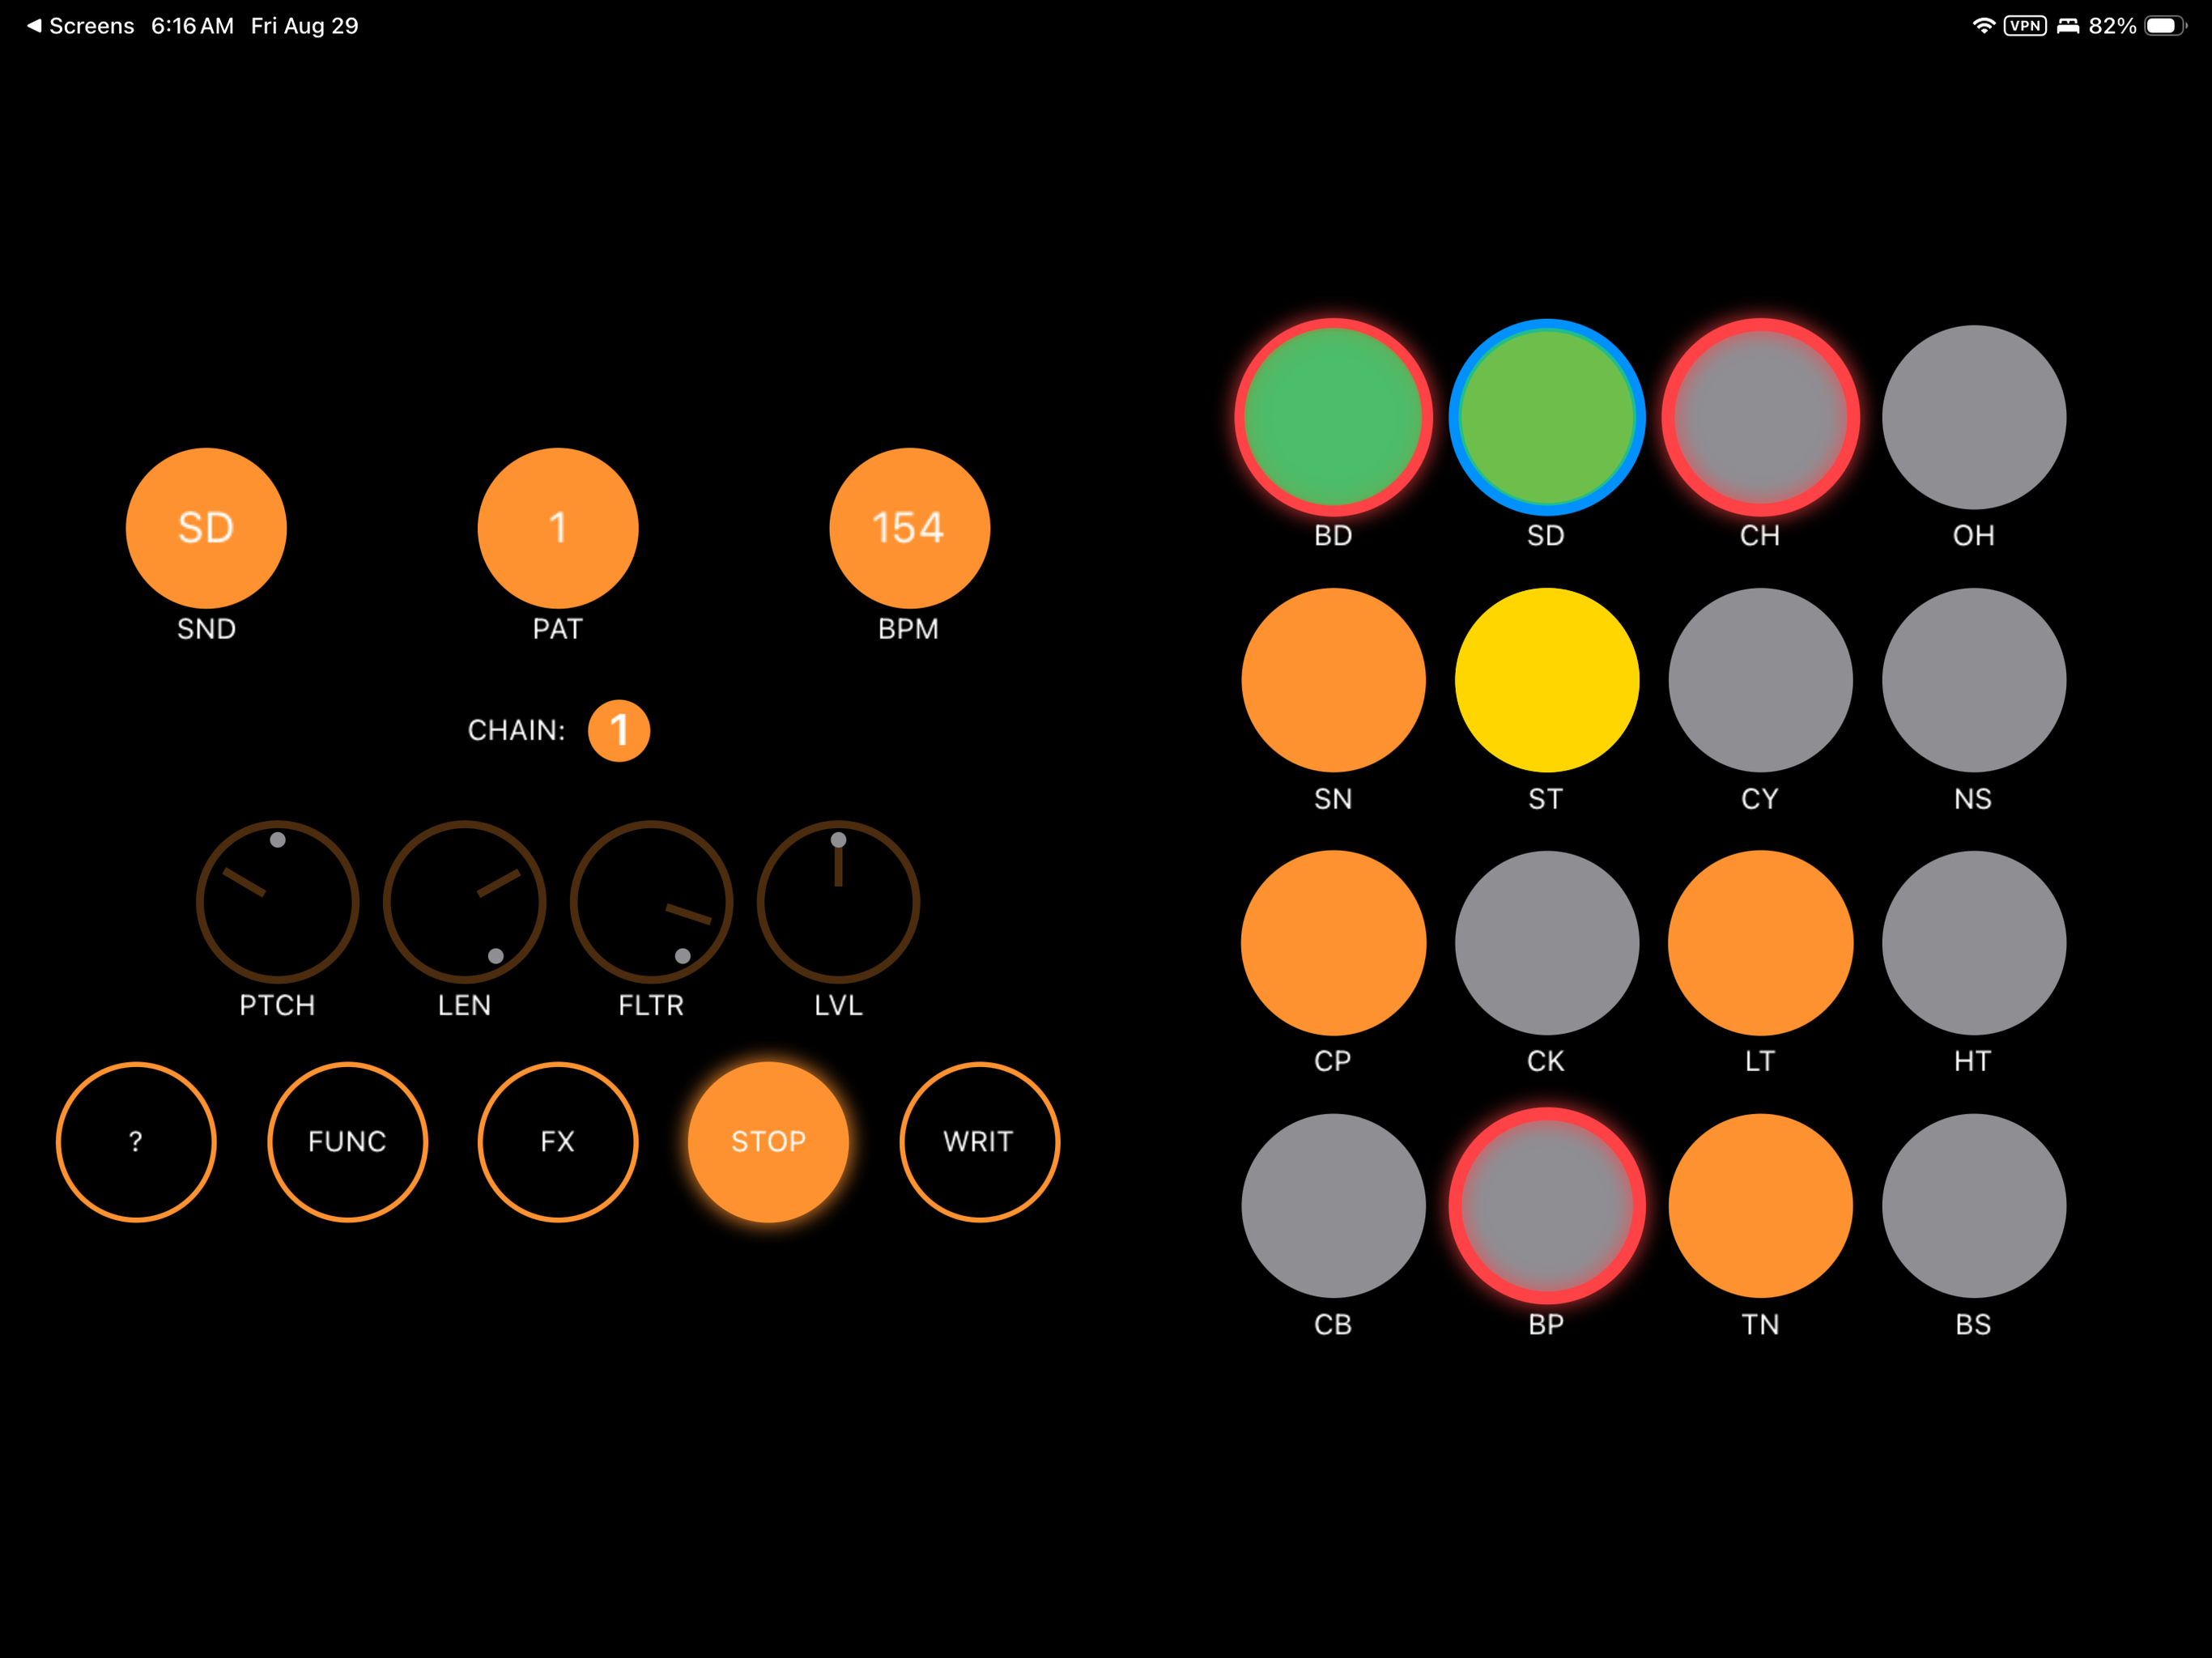 ◀ Screens 6:16 AM Fri Aug 29
VPN 82%
SD 1 154
SND PAT BPM
CHAIN: 1
PTCH LEN FLTR LVL
? FUNC FX STOP WRIT
BD SD CH OH
SN ST CY NS
CP CK LT HT
CB BP TN BS